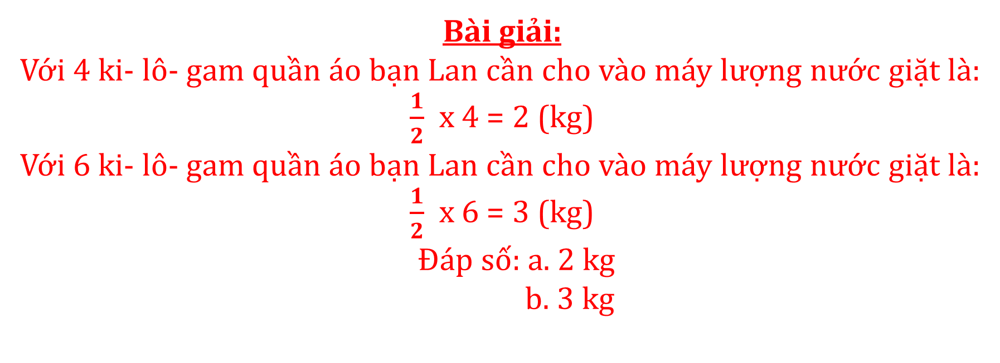 Bài giải:
Với 4 ki- lô- gam quần áo bạn Lan cần cho vào máy lượng nước giặt là:
1/2 x 4 = 2 (kg)
Với 6 ki- lô- gam quần áo bạn Lan cần cho vào máy lượng nước giặt là:
1/2 x 6 = 3 (kg)
Đáp số: a. 2 kg
b. 3 kg